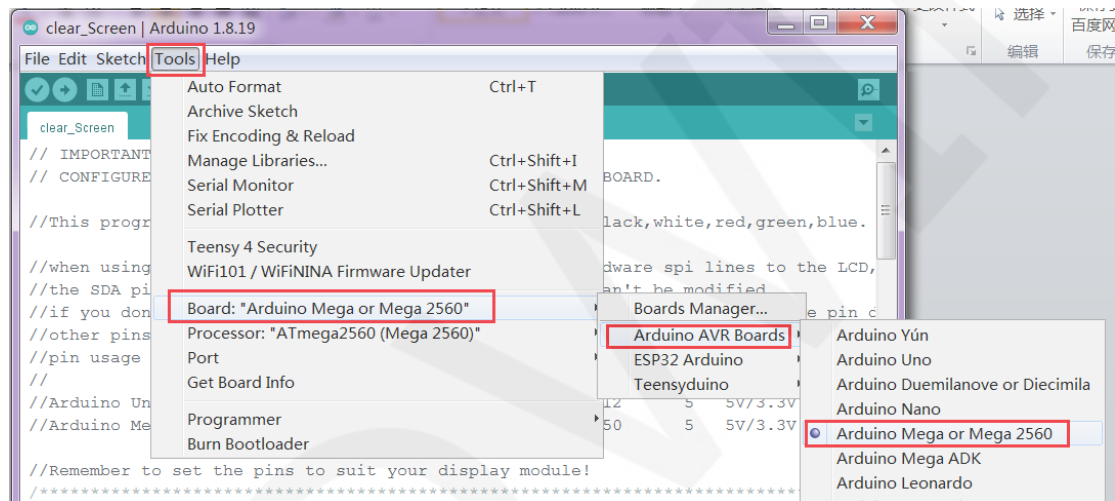 clear_Screen | Arduino 1.8.19
File Edit Sketch Tools Help
clear_Screen
// IMPORTANT
// CONFIGURE
BOARD.
//This progr
lack,white,red,green,blue.
//when using
dware spi lines to the LCD,
//the SDA pi
an't be modified
//if you don
e pin
//other pins
//pin usage
//
//Arduino Un
12 5 5V/3.3V
//Arduino Me
50 5 5V/3.3V
//Remember to set the pins to suit your display module!
Auto Format Ctrl+T
Archive Sketch
Fix Encoding & Reload
Manage Libraries... Ctrl+Shift+I
Serial Monitor Ctrl+Shift+M
Serial Plotter Ctrl+Shift+L
Teensy 4 Security
WiFi101 / WiFiNINA Firmware Updater
Board: "Arduino Mega or Mega 2560"
Processor: "ATmega2560 (Mega 2560)"
Port
Get Board Info
Programmer
Burn Bootloader
Boards Manager...
Arduino AVR Boards
ESP32 Arduino
Teensyduino
Arduino Yún
Arduino Uno
Arduino Duemilanove or Diecimila
Arduino Nano
Arduino Mega or Mega 2560
Arduino Mega ADK
Arduino Leonardo
选择
百度网
编辑
保存